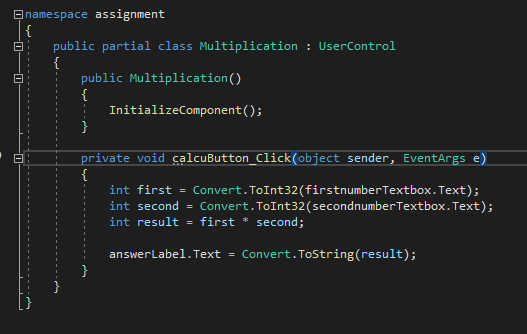 namespace assignment
{
public partial class Multiplication : UserControl
{
public Multiplication()
{
InitializeComponent();
}
private void calcuButton_Click(object sender, EventArgs e)
{
int first = Convert.ToInt32(firstnumberTextbox.Text);
int second = Convert.ToInt32(secondnumberTextbox.Text);
int result = first * second;
answerLabel.Text = Convert.ToString(result);
}
}
}